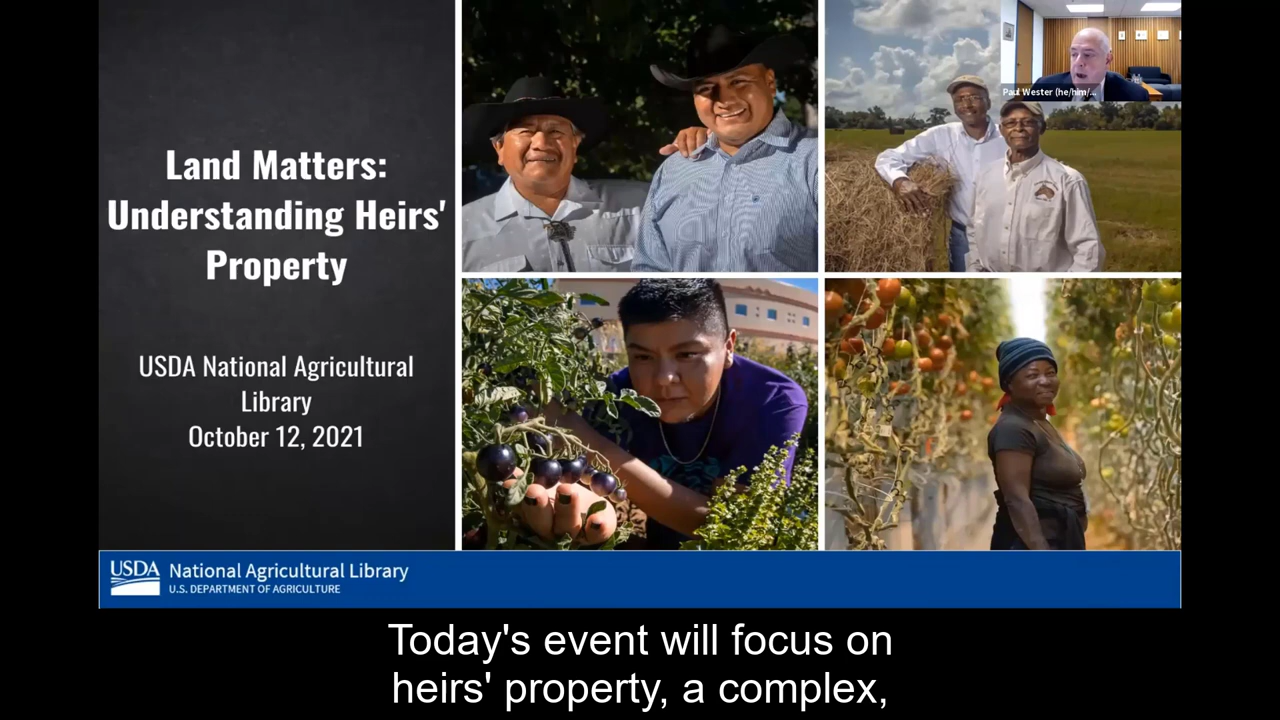 Land Matters:
Understanding Heirs'
Property
USDA National Agricultural
Library
October 12, 2021
Paul Wester (he/him/...
USDA
National Agricultural Library
U.S. DEPARTMENT OF AGRICULTURE
Today's event will focus on
heirs' property, a complex,